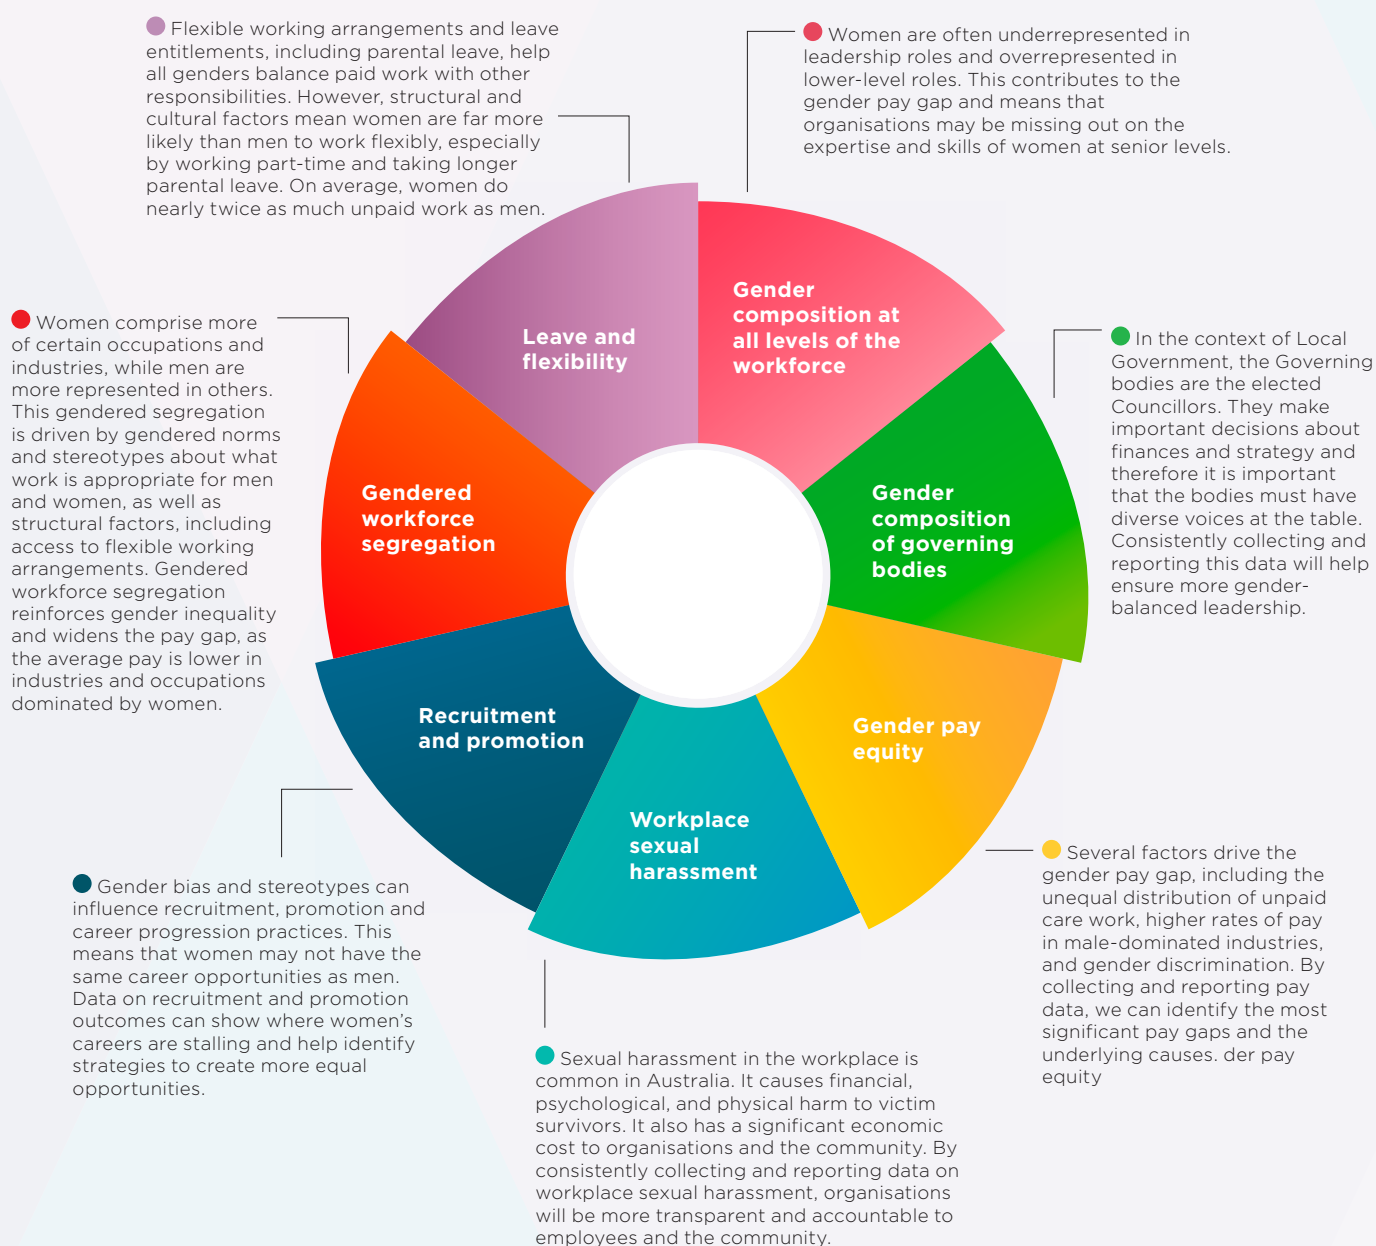 Flexible working arrangements and leave
entitlements, including parental leave, help
all genders balance paid work with other
responsibilities. However, structural and
cultural factors mean women are far more
likely than men to work flexibly, especially
by working part-time and taking longer
parental leave. On average, women do
nearly twice as much unpaid work as men.
Women are often underrepresented in
leadership roles and overrepresented in
lower-level roles. This contributes to the
gender pay gap and means that
organisations may be missing out on the
expertise and skills of women at senior levels.
Women comprise more
of certain occupations and
industries, while men are
more represented in others.
This gendered segregation
is driven by gendered norms
and stereotypes about what
work is appropriate for men
and women, as well as
structural factors, including
access to flexible working
arrangements. Gendered
workforce segregation
reinforces gender inequality
and widens the pay gap, as
the average pay is lower in
industries and occupations
dominated by women.
Leave and
flexibility
Gender
composition at
all levels of the
workforce
In the context of Local
Government, the Governing
bodies are the elected
Councillors. They make
important decisions about
finances and strategy and
therefore it is important
that the bodies must have
diverse voices at the table.
Consistently collecting and
reporting this data will help
ensure more gender-
balanced leadership.
Gendered
workforce
segregation
Gender
composition
of governing
bodies
Recruitment
and promotion
Gender pay
equity
Workplace
sexual
harassment
Gender bias and stereotypes can
influence recruitment, promotion and
career progression practices. This
means that women may not have the
same career opportunities as men.
Data on recruitment and promotion
outcomes can show where women's
careers are stalling and help identify
strategies to create more equal
opportunities.
Several factors drive the
gender pay gap, including the
unequal distribution of unpaid
care work, higher rates of pay
in male-dominated industries,
and gender discrimination. By
collecting and reporting pay
data, we can identify the most
significant pay gaps and the
underlying causes. der pay
equity
Sexual harassment in the workplace is
common in Australia. It causes financial,
psychological, and physical harm to victim
survivors. It also has a significant economic
cost to organisations and the community. By
consistently collecting and reporting data on
workplace sexual harassment, organisations
will be more transparent and accountable to
employees and the community.